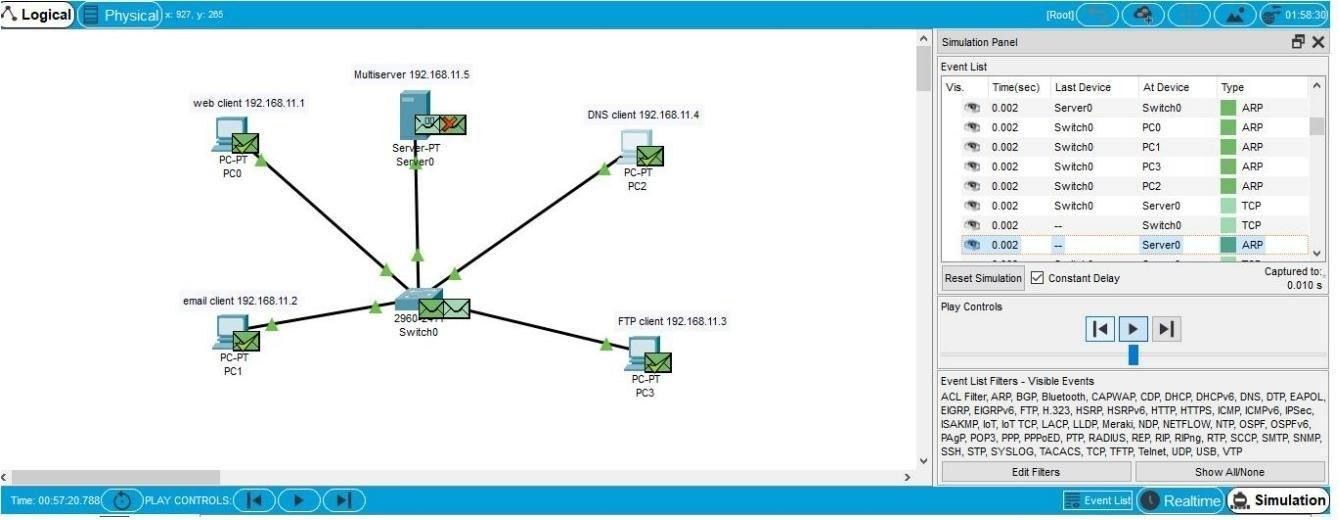 Logical Physical x: 927, y: 265 [Root] 01:58:30
Multiserver 192.168.11.5
web client 192.168.11.1
DNS client 192.168.11.4
Server-PT
Server0
PC-PT
PC0
PC-PT
PC2
email client 192.168.11.2
Switch0
FTP client 192.168.11.3
PC-PT
PC1
PC-PT
PC3
Simulation Panel
Event List
Vis. Time(sec) Last Device At Device Type
0.002 Server0 Switch0 ARP
0.002 Switch0 PC0 ARP
0.002 Switch0 PC1 ARP
0.002 Switch0 PC3 ARP
0.002 Switch0 PC2 ARP
0.002 Switch0 Server0 TCP
0.002 -- Switch0 TCP
0.002 -- Server0 ARP
Reset Simulation Constant Delay Captured to:
0.010 s
Play Controls
Event List Filters - Visible Events
ACL Filter, ARP, BGP, Bluetooth, CAPWAP, CDP, DHCP, DHCPv6, DNS, DTP, EAPOL,
EIGRP, EIGRPv6, FTP, H.323, HSRP, HSRPv6, HTTP, HTTPS, ICMP, ICMPv6, IPSec,
ISAKMP, IoT, IoT TCP, LACP, LLDP, Meraki, NDP, NETFLOW, NTP, OSPF, OSPFv6,
PAgP, POP3, PPP, PPPoED, PTP, RADIUS, REP, RIP, RIPng, RTP, SCCP, SMTP, SNMP,
SSH, STP, SYSLOG, TACACS, TCP, TFTP, Telnet, UDP, USB, VTP
Edit Filters Show All/None
Time: 00:57:20.788 PLAY CONTROLS: Event List Realtime Simulation